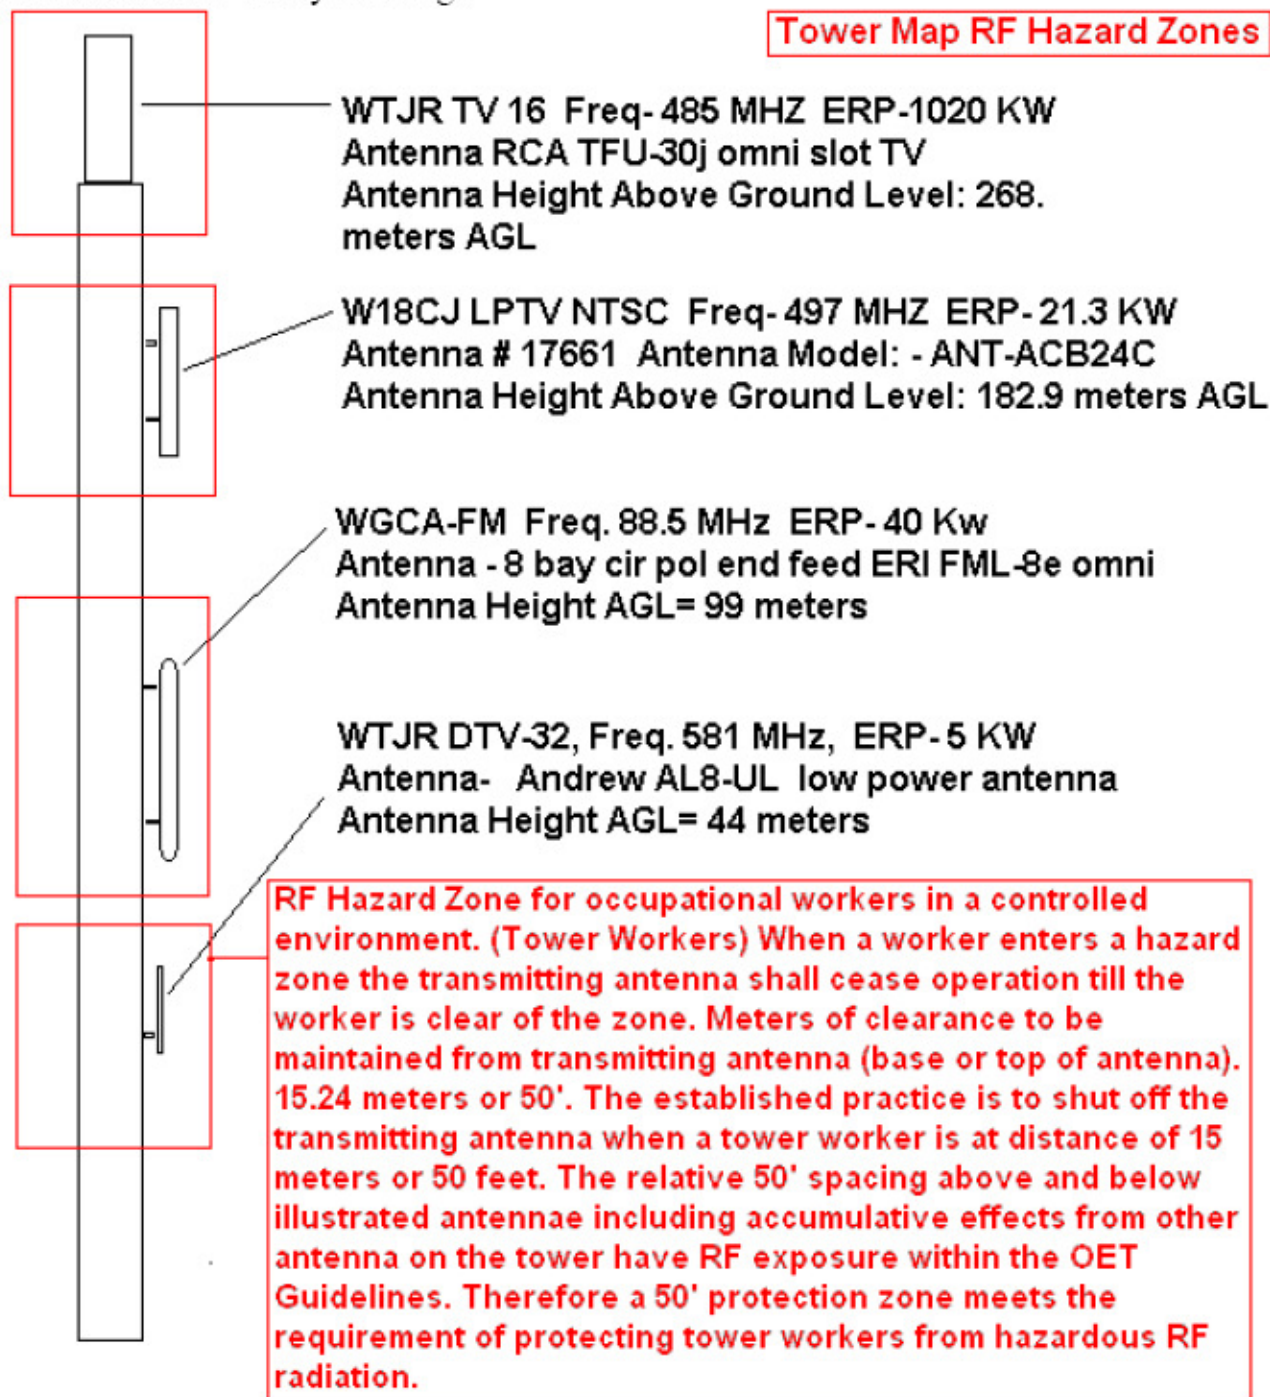 Tower Map RF Hazard Zones
WTJR TV 16 Freq- 485 MHZ ERP-1020 KW
Antenna RCA TFU-30j omni slot TV
Antenna Height Above Ground Level: 268.
meters AGL
W18CJ LPTV NTSC Freq- 497 MHZ ERP- 21.3 KW
Antenna # 17661 Antenna Model: - ANT-ACB24C
Antenna Height Above Ground Level: 182.9 meters AGL
WGCA-FM Freq. 88.5 MHz ERP- 40 Kw
Antenna - 8 bay cir pol end feed ERI FML-8e omni
Antenna Height AGL= 99 meters
WTJR DTV-32, Freq. 581 MHz, ERP- 5 KW
Antenna- Andrew AL8-UL low power antenna
Antenna Height AGL= 44 meters
RF Hazard Zone for occupational workers in a controlled
environment. (Tower Workers) When a worker enters a hazard
zone the transmitting antenna shall cease operation till the
worker is clear of the zone. Meters of clearance to be
maintained from transmitting antenna (base or top of antenna).
15.24 meters or 50'. The established practice is to shut off the
transmitting antenna when a tower worker is at distance of 15
meters or 50 feet. The relative 50' spacing above and below
illustrated antennae including accumulative effects from other
antenna on the tower have RF exposure within the OET
Guidelines. Therefore a 50' protection zone meets the
requirement of protecting tower workers from hazardous RF
radiation.